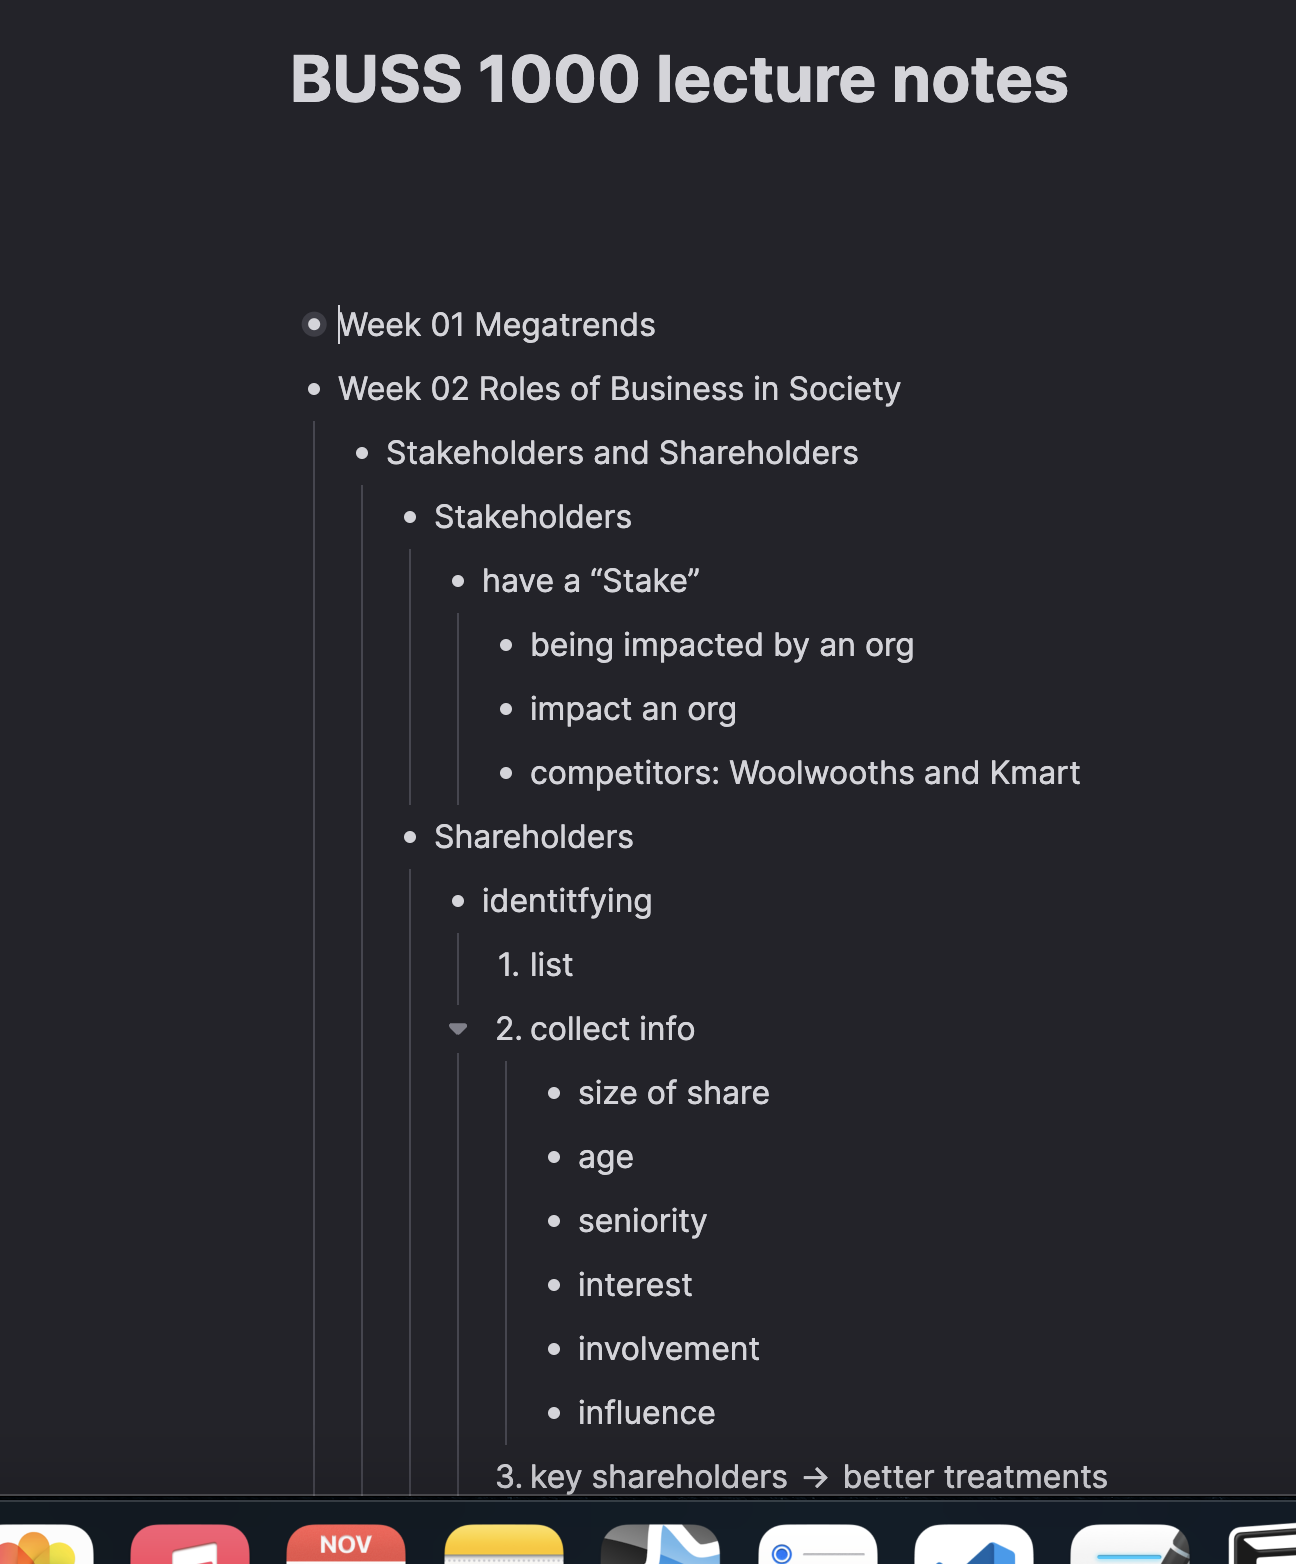 BUSS 1000 lecture notes
Week 01 Megatrends
Week 02 Roles of Business in Society
Stakeholders and Shareholders
Stakeholders
have a “Stake”
being impacted by an org
impact an org
competitors: Woolwooths and Kmart
Shareholders
identitfying
1. list
2. collect info
size of share
age
seniority
interest
involvement
influence
3. key shareholders → better treatments
NOV